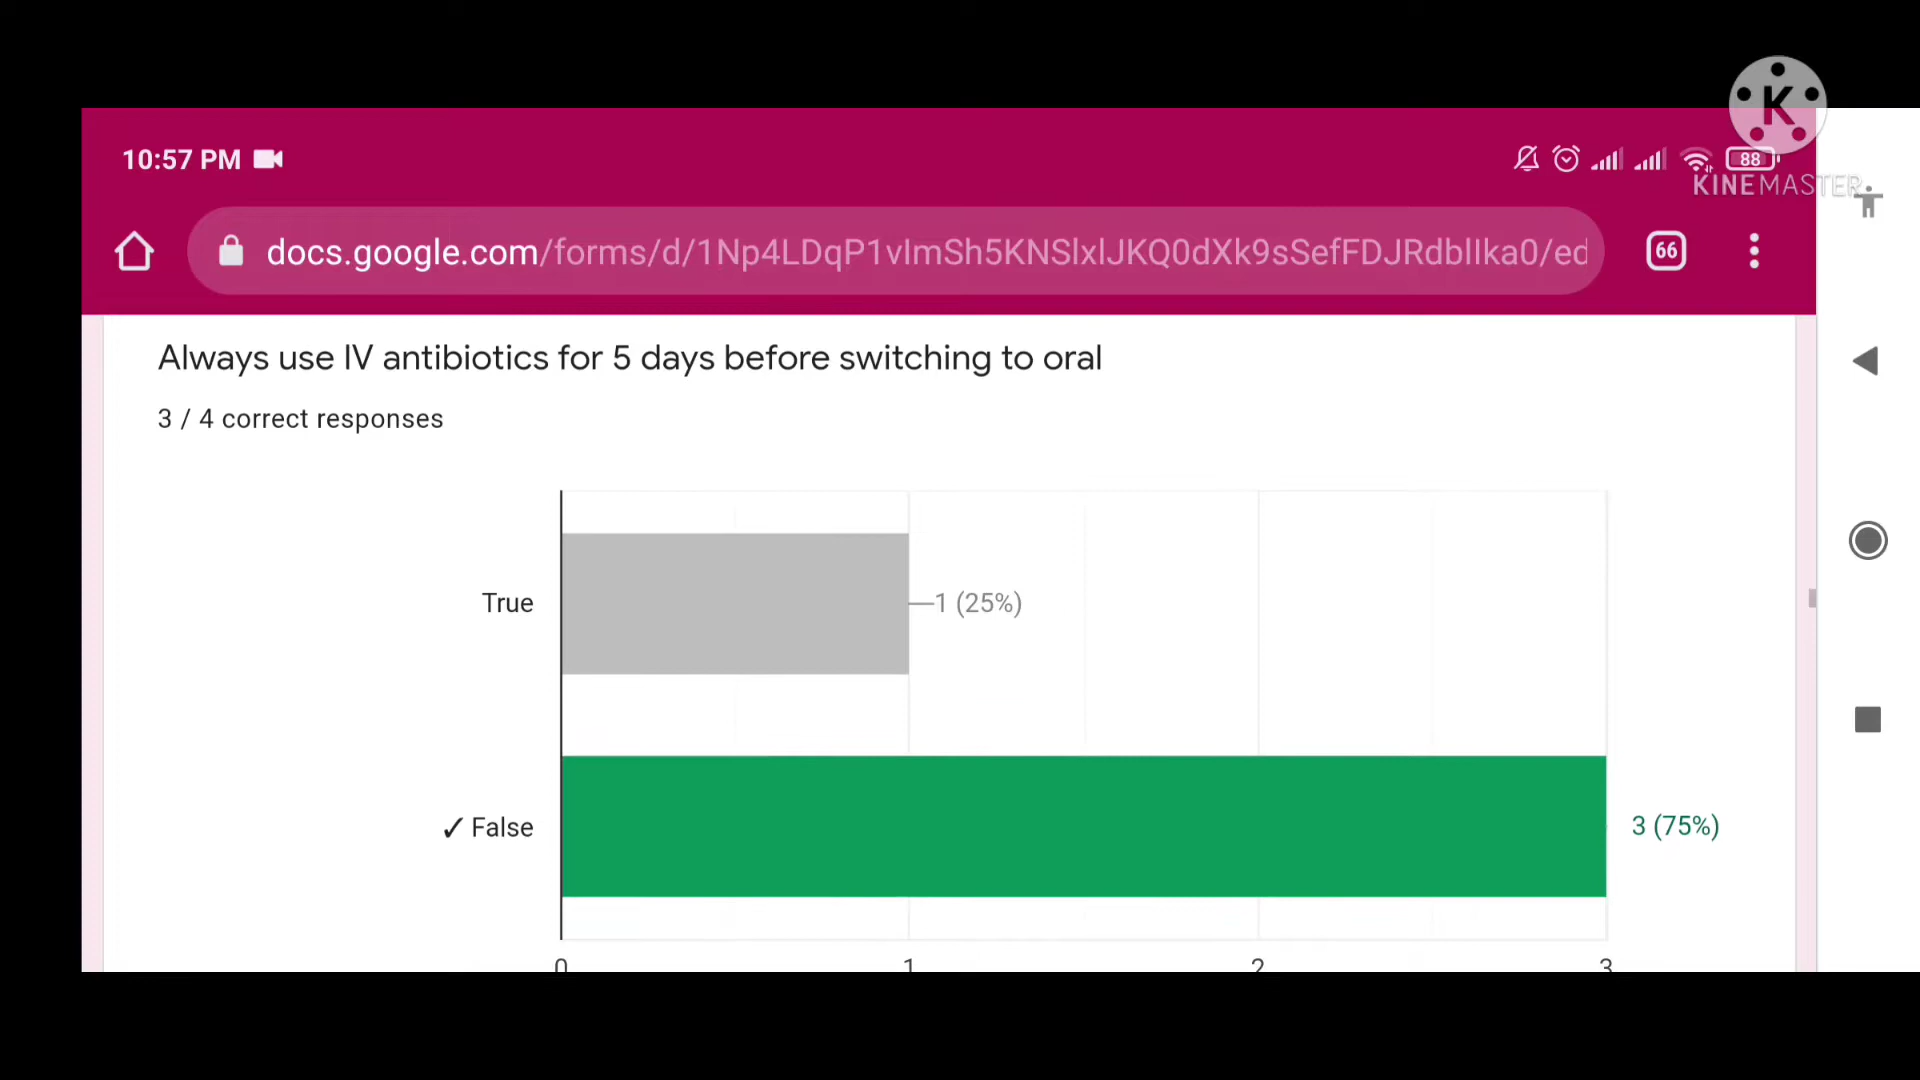 10:57 PM
88
KINEMASTER
docs.google.com/forms/d/1Np4LDqP1vImSh5KNSlxlJKQ0dXk9sSefFDJRdblIka0/ed
66
Always use IV antibiotics for 5 days before switching to oral
3 / 4 correct responses
True
1 (25%)
✓ False
3 (75%)
0 1 2 3